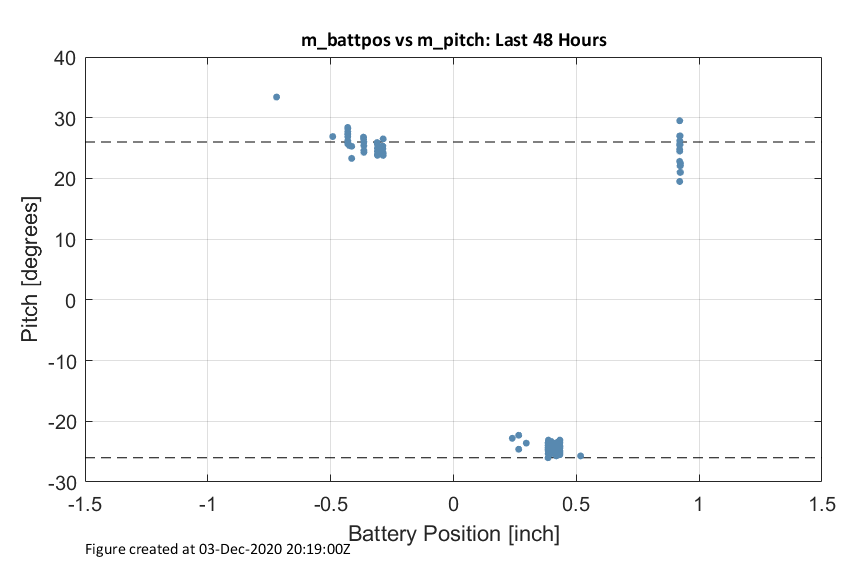 m_battpos vs m_pitch: Last 48 Hours
40
30
20
10
0
-10
-20
-30
Pitch [degrees]
-1.5 -1 -0.5 0 0.5 1 1.5
Battery Position [inch]
Figure created at 03-Dec-2020 20:19:00Z